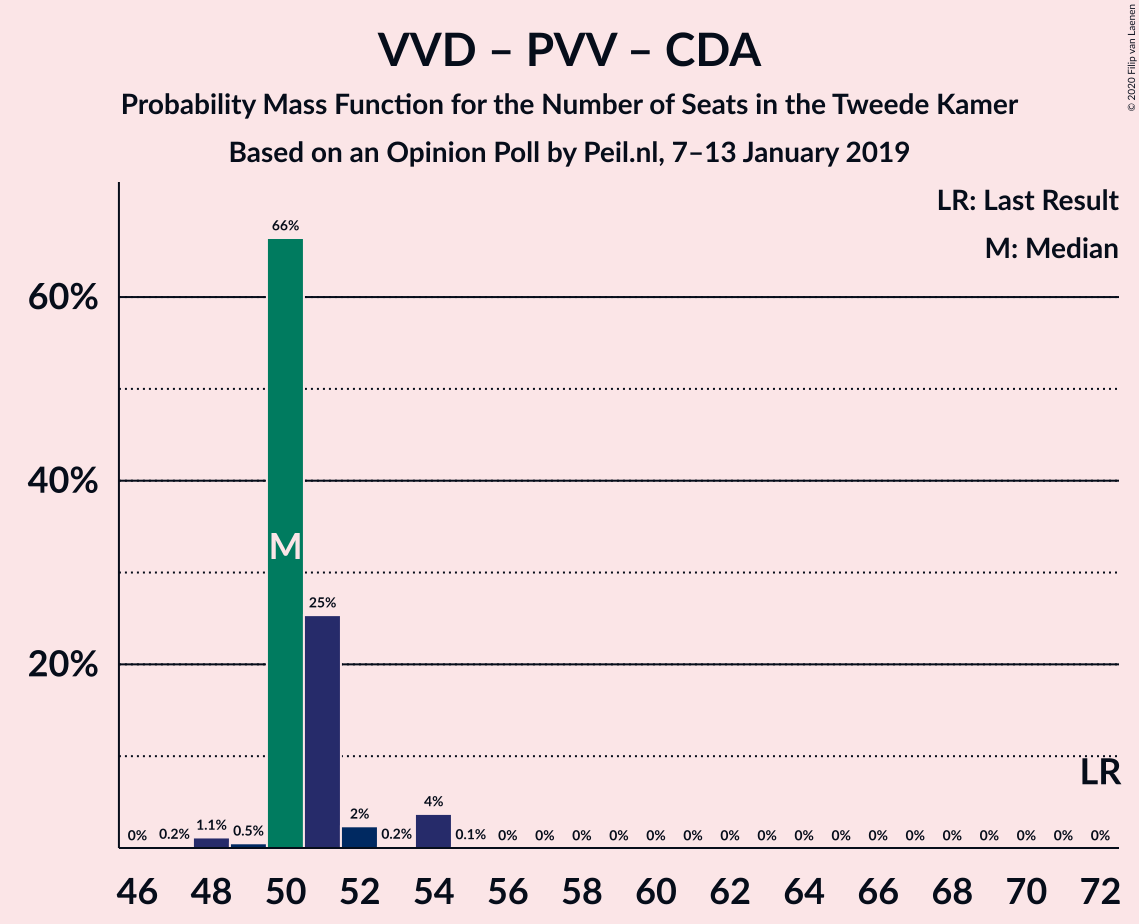 VVD – PVV – CDA
Probability Mass Function for the Number of Seats in the Tweede Kamer
Based on an Opinion Poll by Peil.nl, 7–13 January 2019
© 2020 Filip van Laenen
LR: Last Result
M: Median
60%
40%
20%
0% 0.2% 1.1% 0.5% 66% 25% 2% 0.2% 4% 0.1% 0% 0% 0% 0% 0% 0% 0% 0% 0% 0% 0% 0% 0% 0% 0% 0% 0%
M
LR
46 48 50 52 54 56 58 60 62 64 66 68 70 72